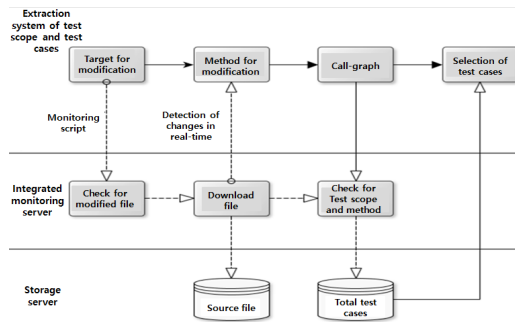 Extraction
system of test
scope and test
cases
Target for
modification
Method for
modification
Call-graph
Selection of
test cases
Monitoring
script
Detection of
changes in
real-time
Integrated
monitoring
server
Check for
modified file
Download
file
Check for
Test scope
and method
Storage
server
Source file
Total test
cases